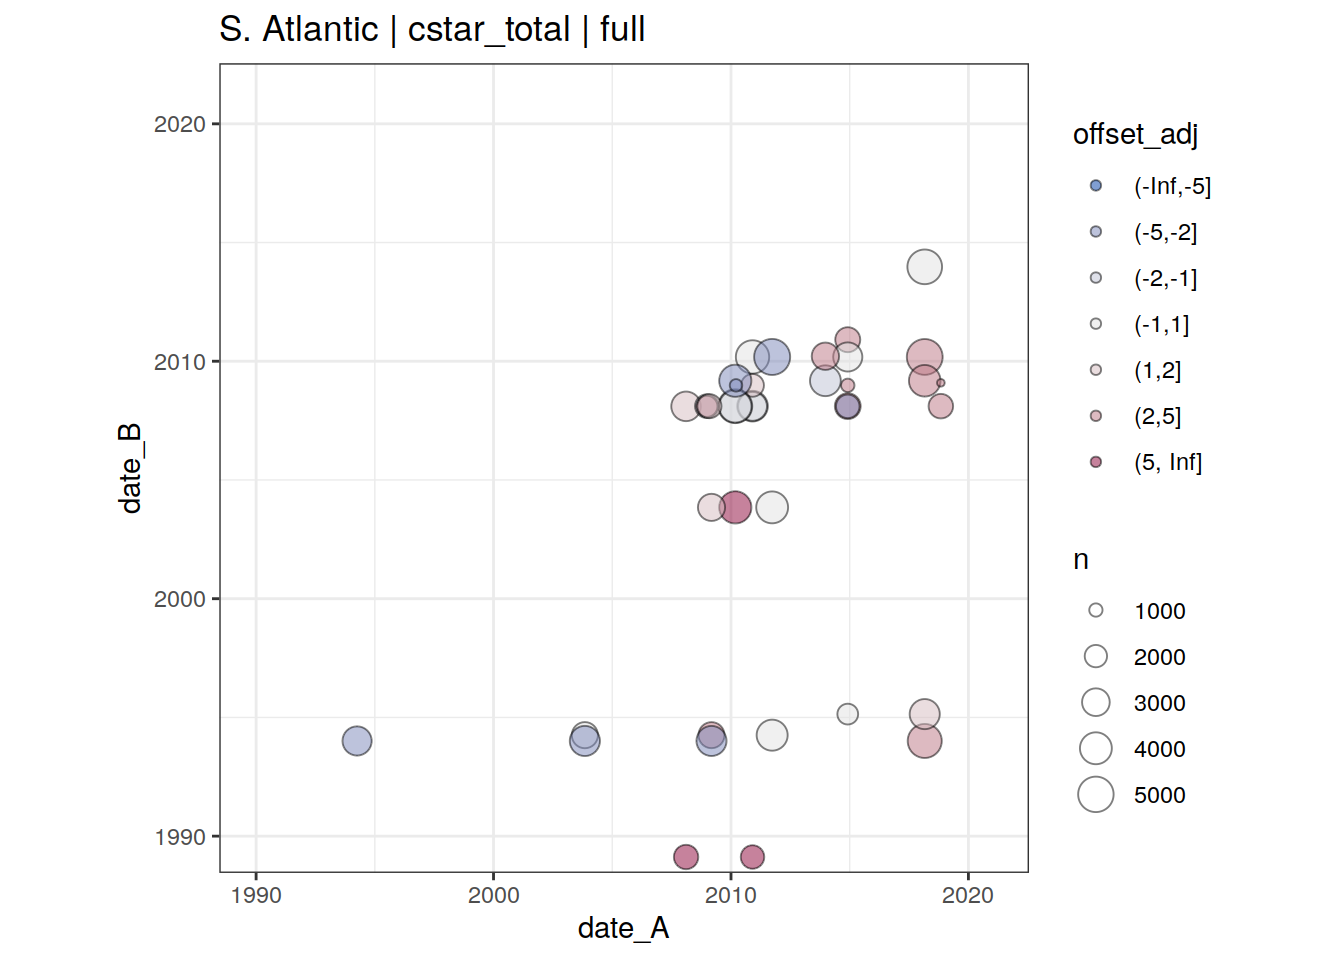 S. Atlantic | cstar_total | full
offset_adj
(-Inf,-5]
(-5,-2]
(-2,-1]
(-1,1]
(1,2]
(2,5]
(5, Inf]
n
1000
2000
3000
4000
5000
date_B
2020
2010
2000
1990
1990
2000
2010
2020
date_A